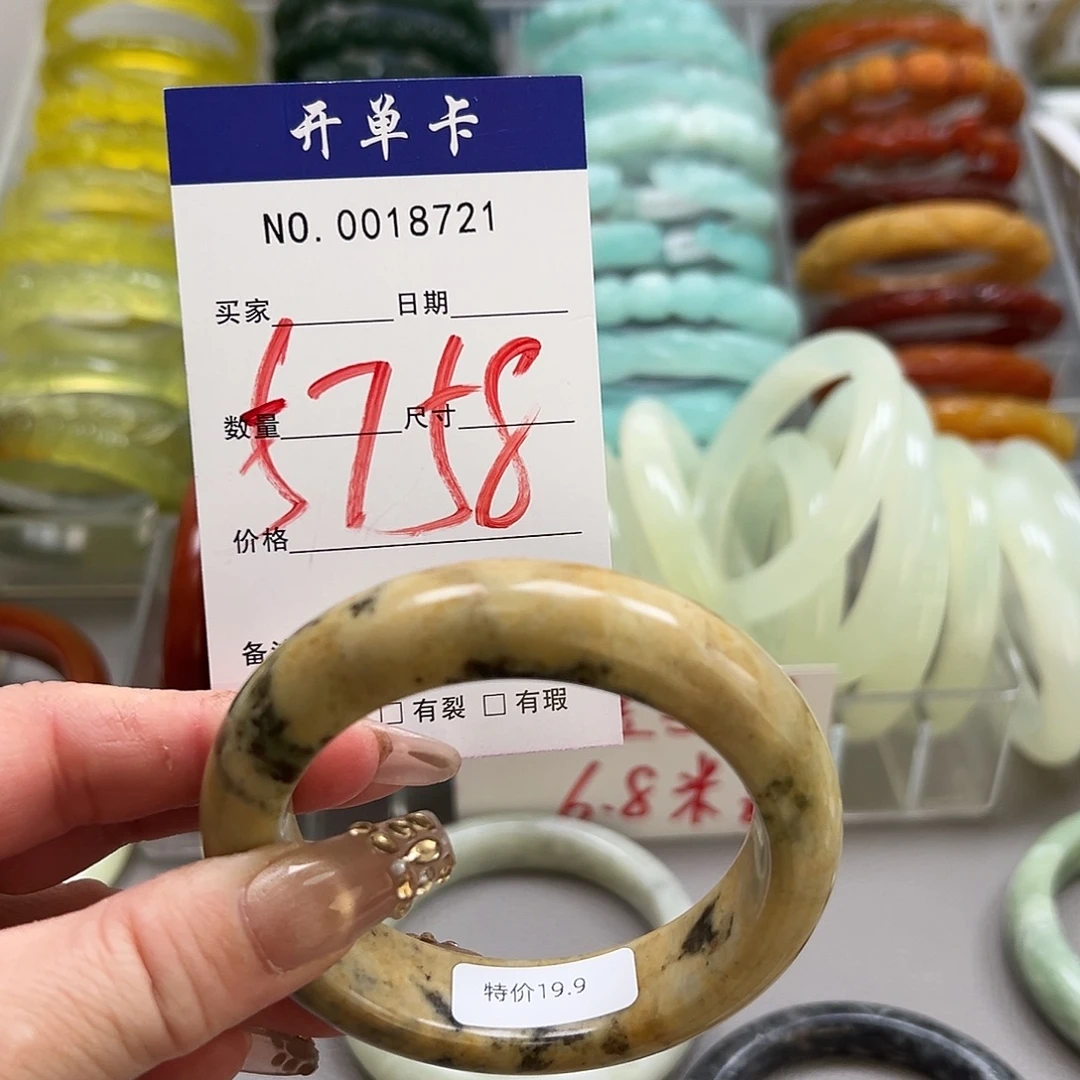 开单卡
NO.0018721
买家 日期
5758
数量 尺寸
价格
□有裂 □有瑕
特价19.9